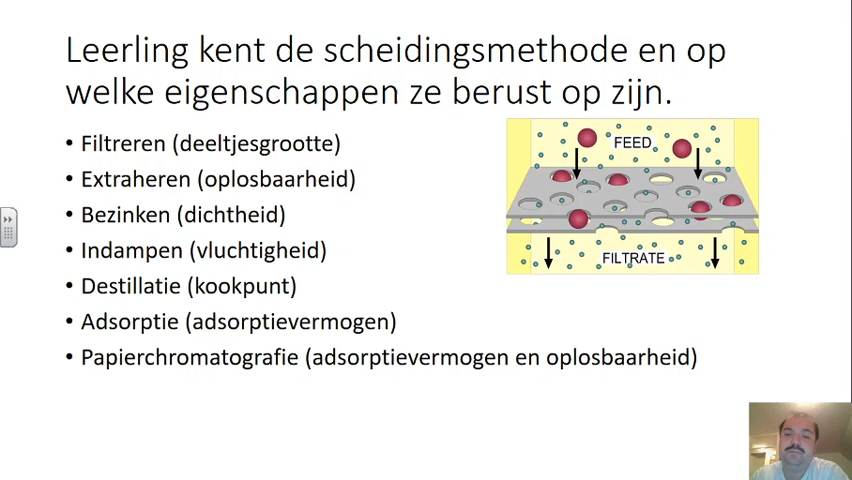 Leerling kent de scheidingsmethode en op
welke eigenschappen ze berust op zijn.
• Filtreren (deeltjesgrootte)
• Extraheren (oplosbaarheid)
• Bezinken (dichtheid)
• Indampen (vluchtigheid)
• Destillatie (kookpunt)
• Adsorptie (adsorptievermogen)
• Papierchromatografie (adsorptievermogen en oplosbaarheid)
FEED
FILTRATE